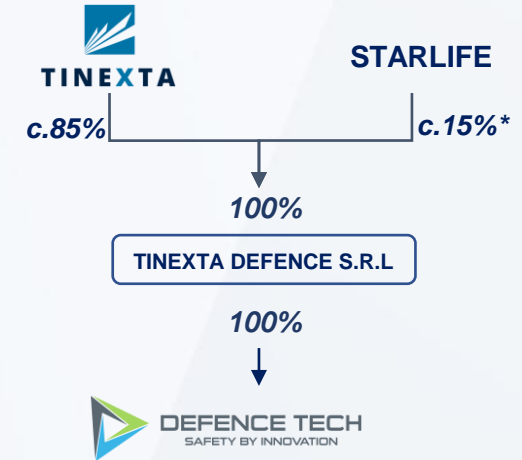 TINEXTA
STARLIFE
c.85%
c.15%*
100%
TINEXTA DEFENCE S.R.L
100%
DEFENCE TECH
SAFETY BY INNOVATION